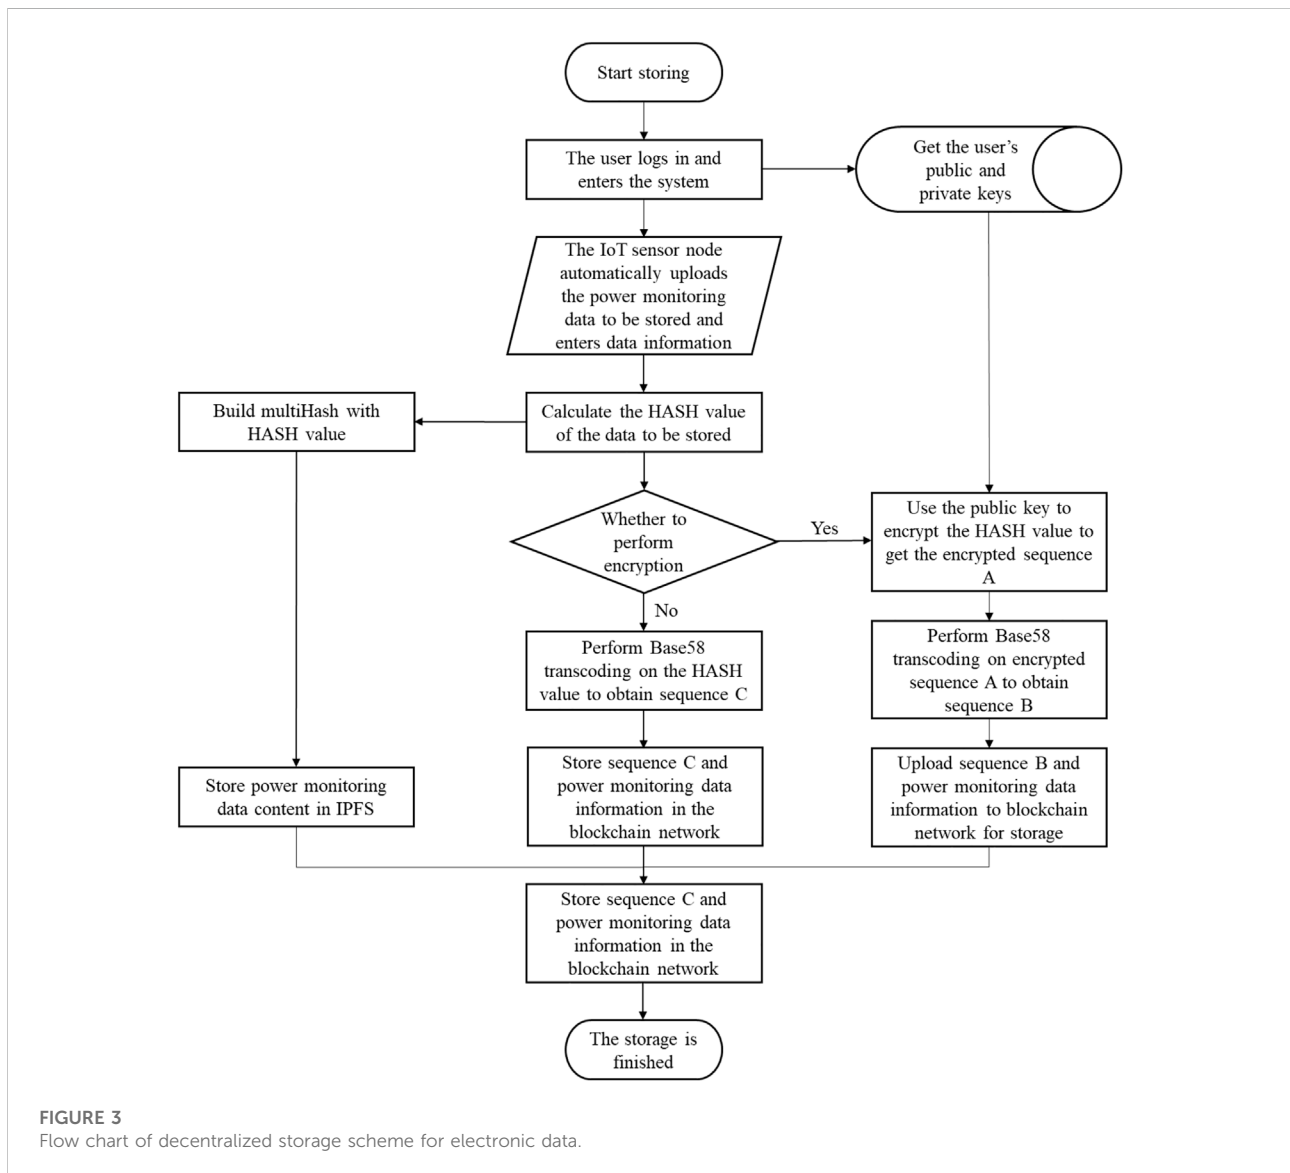 Start storing
The user logs in and
enters the system
Get the user's
public and
private keys
The IoT sensor node
automatically uploads
the power monitoring
data to be stored and
enters data information
Build multiHash with
HASH value
Calculate the HASH value
of the data to be stored
Whether to
perform
encryption
Yes
Use the public key to
encrypt the HASH value to
get the encrypted sequence
A
No
Perform Base58
transcoding on the HASH
value to obtain sequence C
Perform Base58
transcoding on encrypted
sequence A to obtain
sequence B
Store power monitoring
data content in IPFS
Store sequence C and
power monitoring data
information in the
blockchain network
Upload sequence B and
power monitoring data
information to blockchain
network for storage
Store sequence C and
power monitoring data
information in the
blockchain network
The storage is
finished
FIGURE 3
Flow chart of decentralized storage scheme for electronic data.